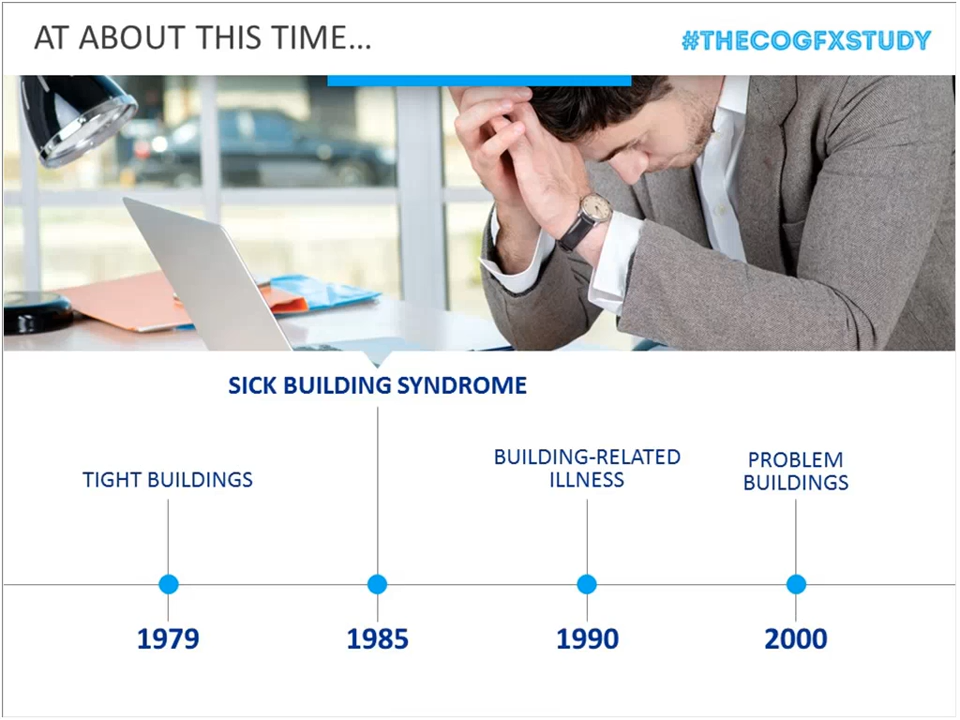 AT ABOUT THIS TIME...
#THECOGFXSTUDY
SICK BUILDING SYNDROME
TIGHT BUILDINGS
BUILDING-RELATED
ILLNESS
PROBLEM
BUILDINGS
1979
1985
1990
2000